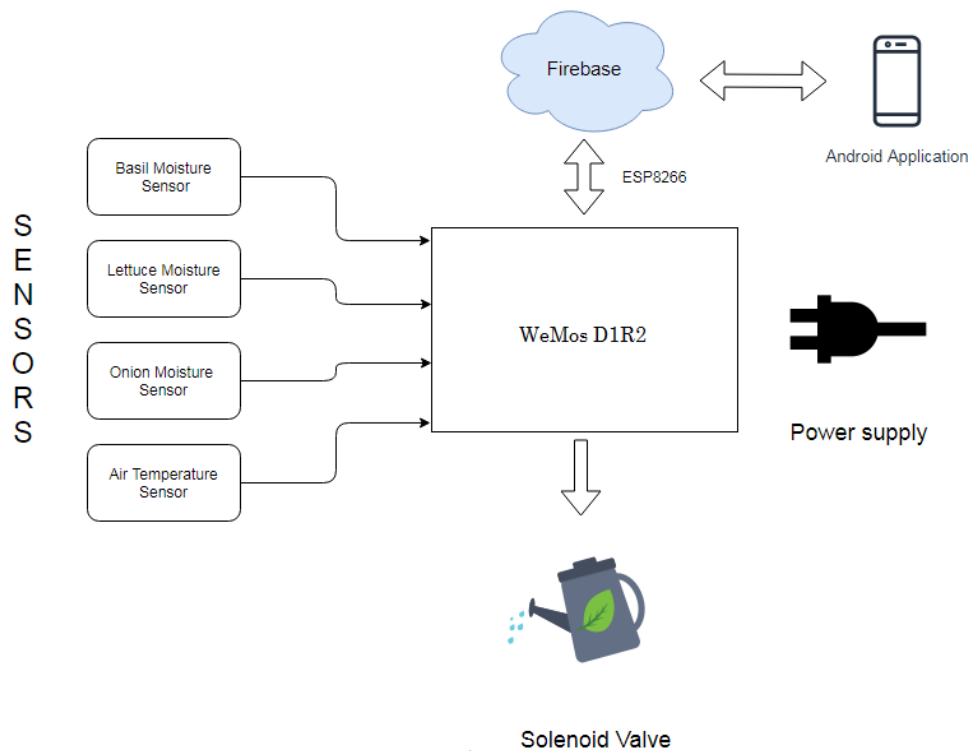 Firebase
Android Application
ESP8266
SENSORS
Basil Moisture
Sensor
Lettuce Moisture
Sensor
Onion Moisture
Sensor
Air Temperature
Sensor
WeMos D1R2
Power supply
Solenoid Valve